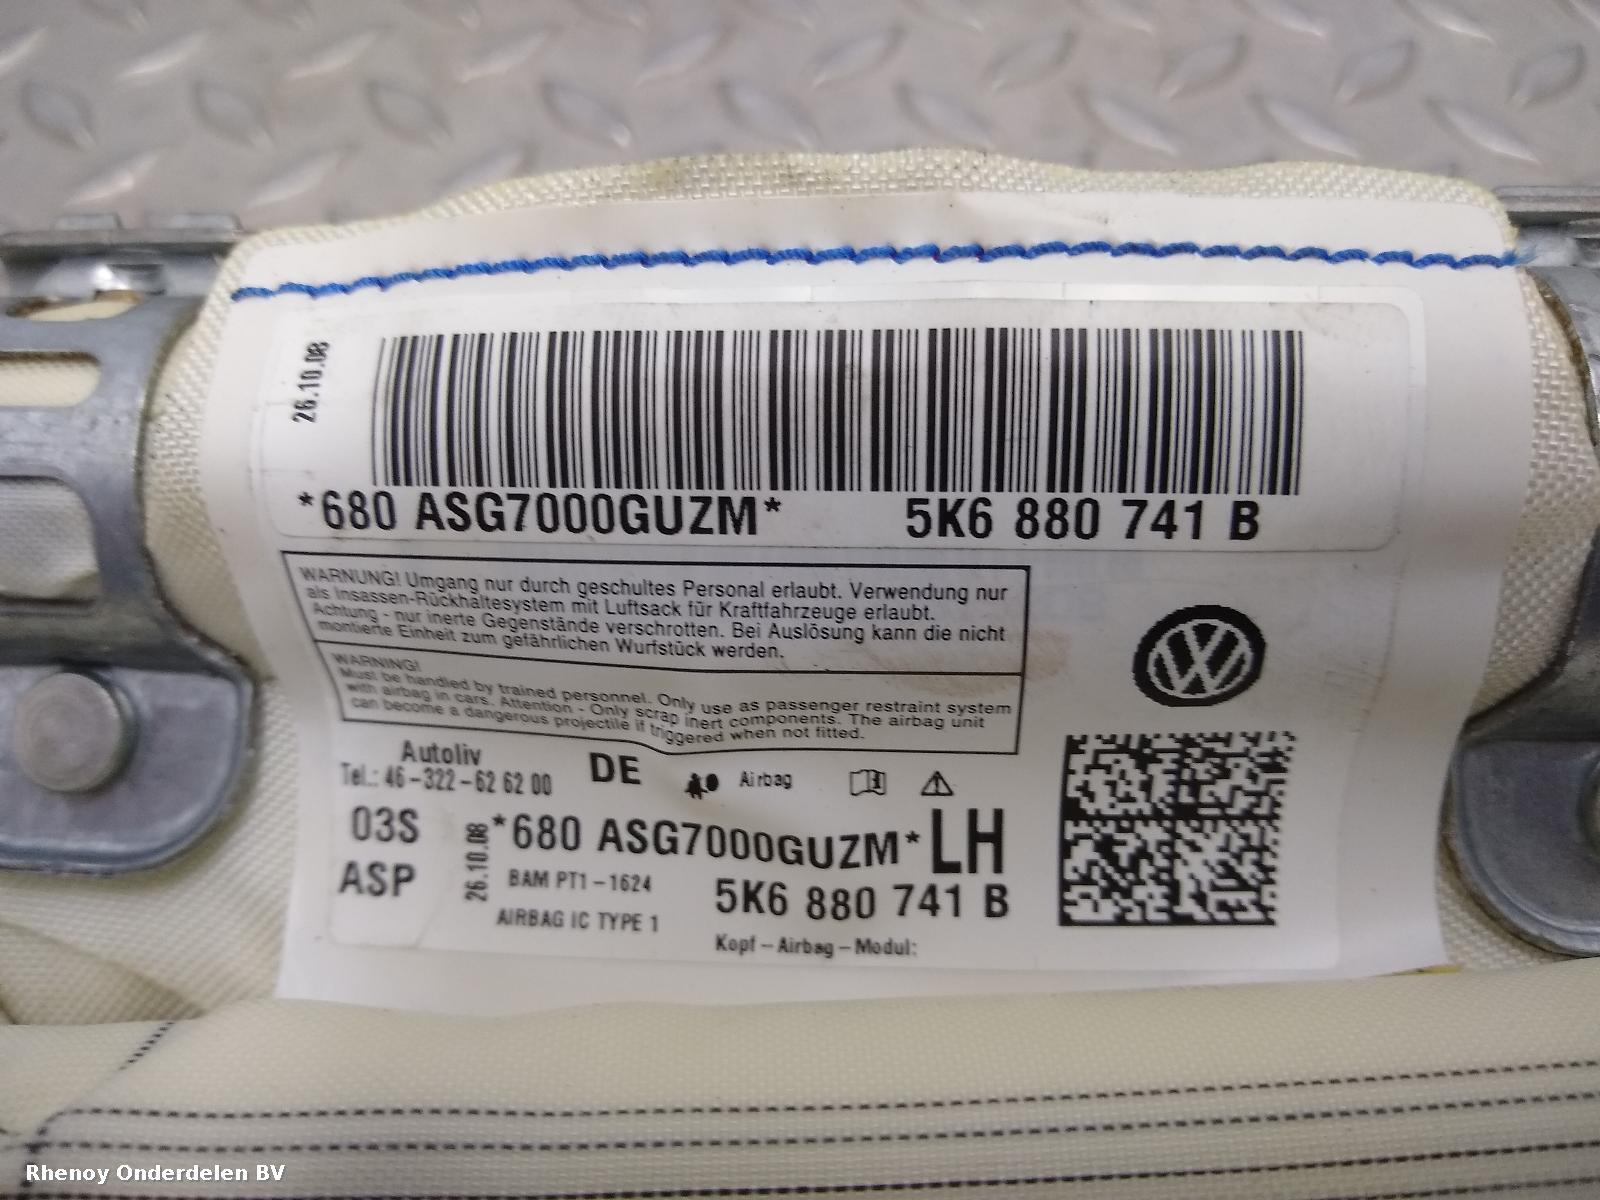 26.10.08
*680 ASG7000GUZM* 5K6 880 741 B
WARNUNG! Umgang nur durch geschultes Personal erlaubt. Verwendung nur
als Insassen-Rückhaltesystem mit Luftsack für Kraftfahrzeuge erlaubt.
Achtung - nur inerte Gegenstände verschrotten. Bei Auslösung kann die nicht
montierte Einheit zum gefährlichen Wurfstück werden.
WARNING!
Must be handled by trained personnel. Only use as passenger restraint system
with airbag in cars. Attention - Only scrap inert components. The airbag unit
can become a dangerous projectile if triggered when not fitted.
Autoliv
Tel.: 46-322-62 62 00
DE
Airbag
03S
ASP
26.10.08
*680 ASG7000GUZM* LH
BAM PT1-1624
5K6 880 741 B
AIRBAG IC TYPE 1
Kopf-Airbag-Modul:
Rhenoy Onderdelen BV